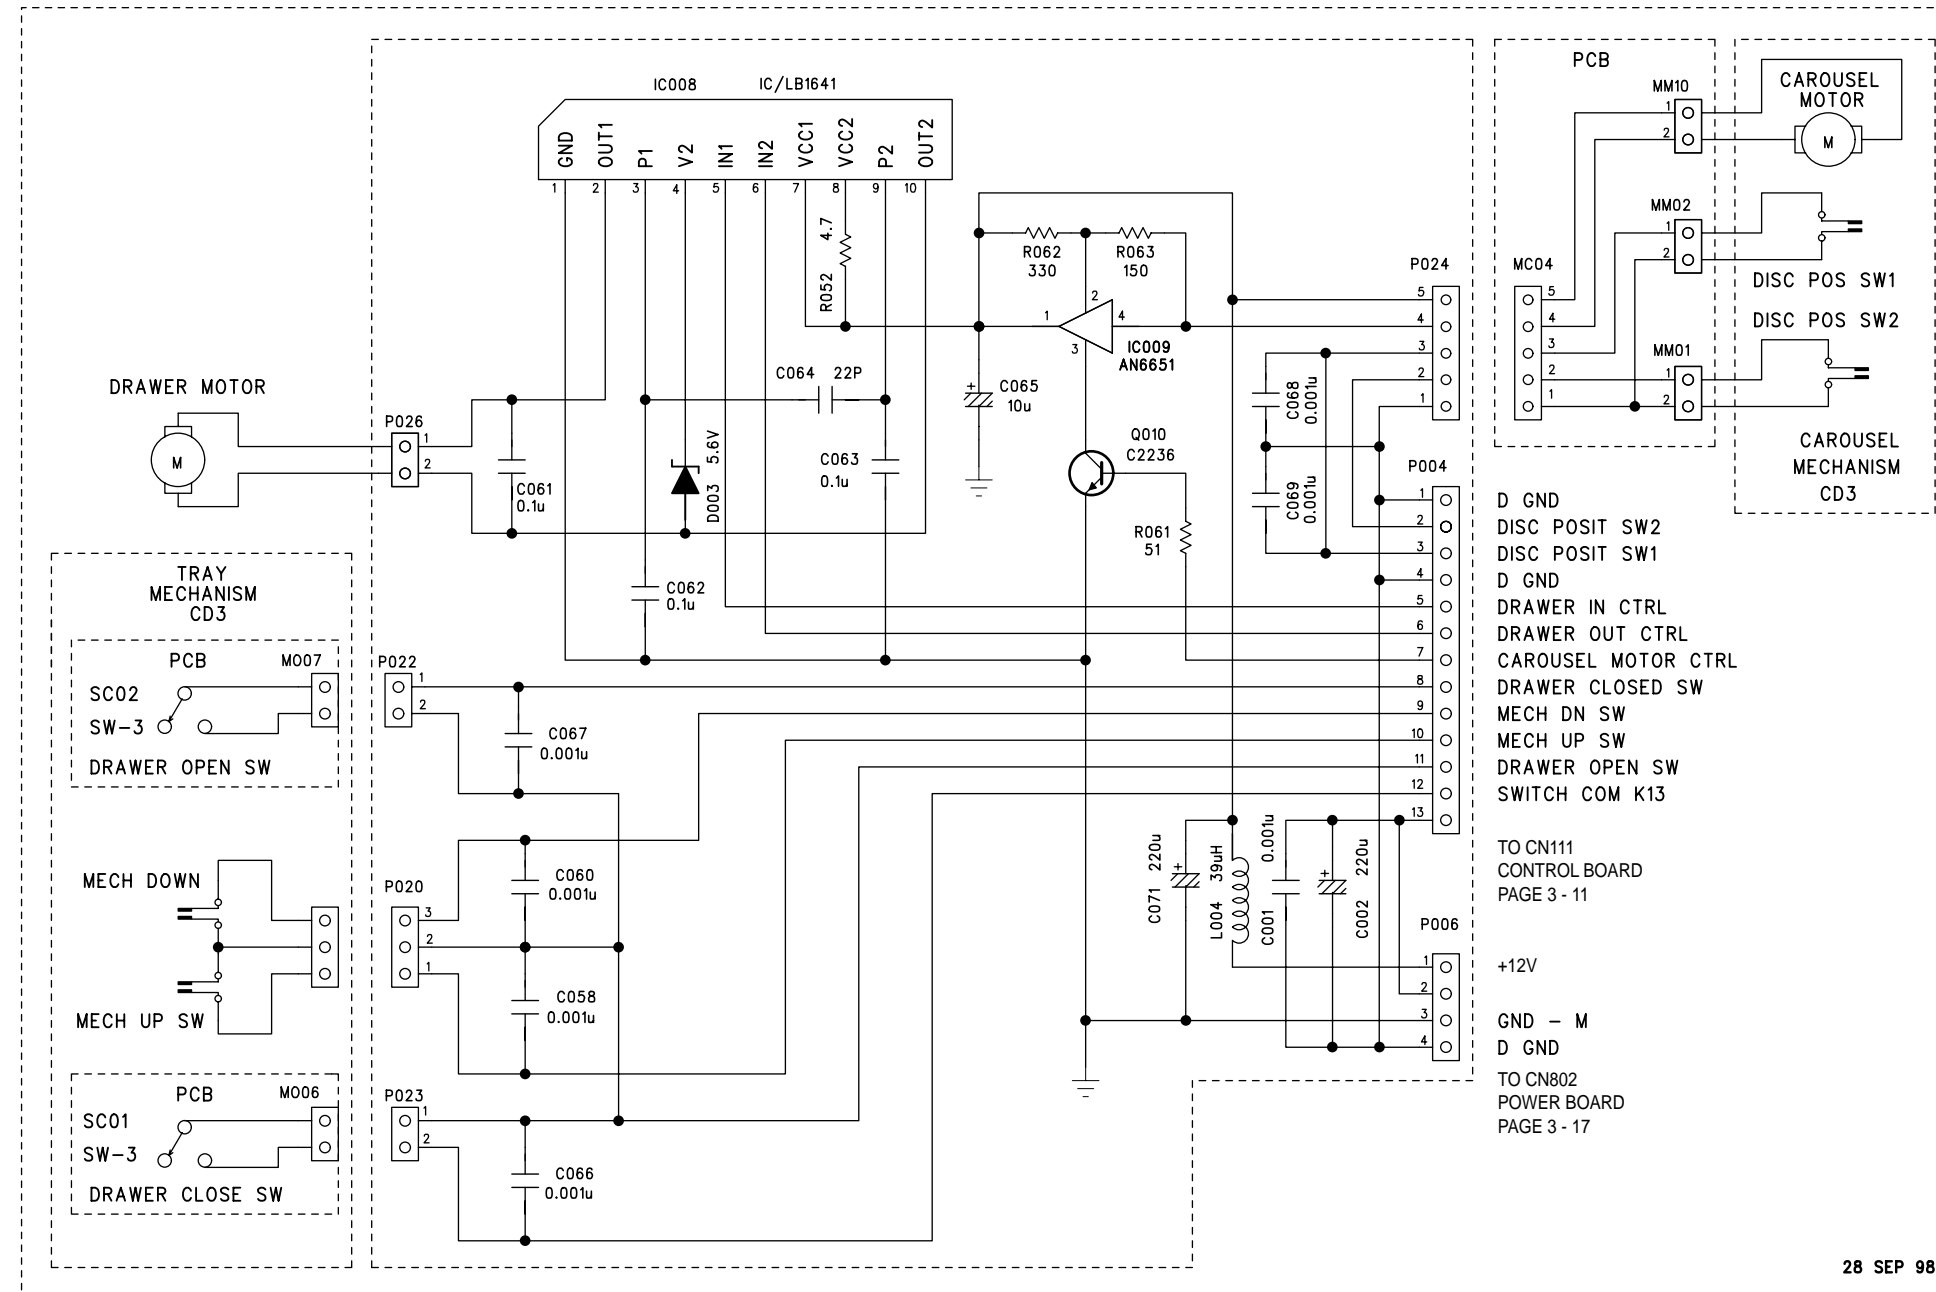 IC008 IC/LB1641
GND OUT1 P1 V2 IN1 IN2 VCC1 VCC2 P2 OUT2
1 2 3 4 5 6 7 8 9 10
R052 4.7
R062
330
R063
150
1 2 3 4
IC009
AN6651
C064 22P
C065
10u
+
Q010
C2236
R061
51
C063
0.1u
D003 5.6V
C061
0.1u
C062
0.1u
C068
0.001u
C069
0.001u
DRAWER MOTOR
M
P026
1
2
TRAY
MECHANISM
CD3
PCB M007
SC02
SW-3
DRAWER OPEN SW
P022
1
2
C067
0.001u
MECH DOWN
MECH UP SW
P020
3
2
1
C060
0.001u
C058
0.001u
PCB M006
SC01
SW-3
DRAWER CLOSE SW
P023
1
2
C066
0.001u
C071 220u
+
L004 39uH
C001 0.001u
C002 220u
+
P024
5
4
3
2
1
P004
1 D GND
2 DISC POSIT SW2
3 DISC POSIT SW1
4 D GND
5 DRAWER IN CTRL
6 DRAWER OUT CTRL
7 CAROUSEL MOTOR CTRL
8 DRAWER CLOSED SW
9 MECH DN SW
10 MECH UP SW
11 DRAWER OPEN SW
12 SWITCH COM K13
13
TO CN111
CONTROL BOARD
PAGE 3 - 11
P006
1 +12V
2
3 GND - M
4 D GND
TO CN802
POWER BOARD
PAGE 3 - 17
PCB
MC04
5
4
3
2
1
MM10
1
2
MM02
1
2
MM01
1
2
CAROUSEL
MOTOR
M
DISC POS SW1
DISC POS SW2
CAROUSEL
MECHANISM
CD3
28 SEP 98